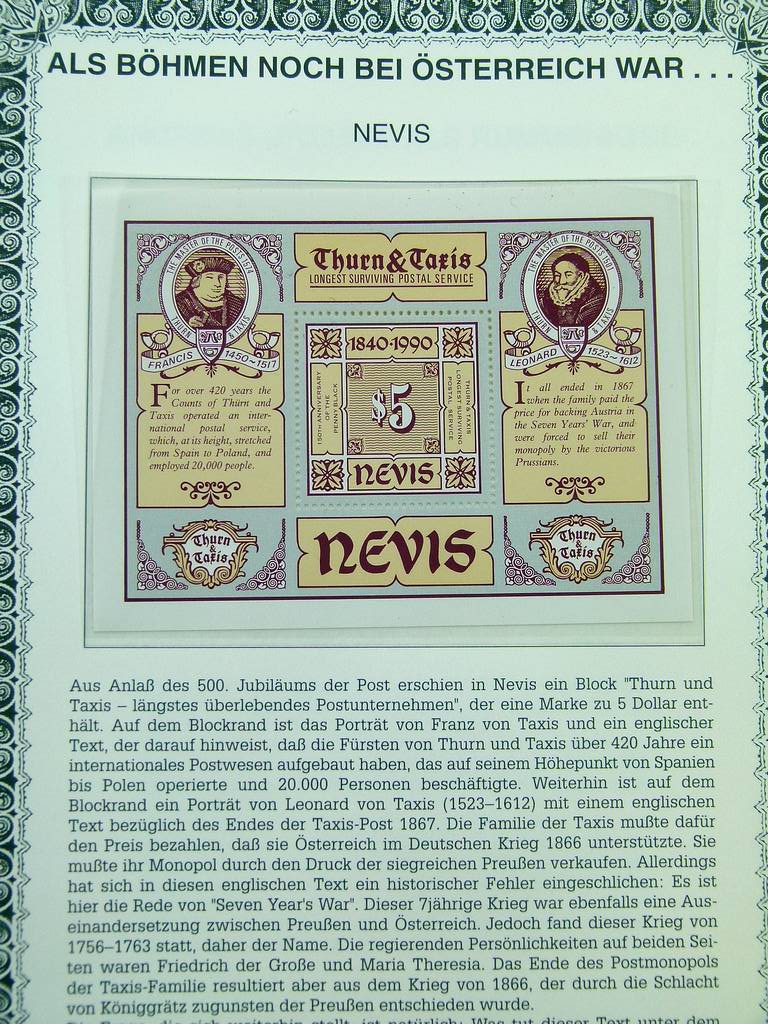 ALS BÖHMEN NOCH BEI ÖSTERREICH WAR . . .
NEVIS
THE MASTER OF THE POSTS
THURN & TAXIS
FRANCIS 1450~1517
For over 420 years the
Counts of Thurn and
Taxis operated an inter-
national postal service,
which, at its height, stretched
from Spain to Poland, and
employed 20,000 people.
Thurn
&
Taxis
Thurn & Taxis
LONGEST SURVIVING POSTAL SERVICE
1840·1990
150TH ANNIVERSARY
OF THE
PENNY BLACK
$5
THURN & TAXIS
LONGEST SURVIVING
POSTAL SERVICE
NEVIS
NEVIS
THE MASTER OF THE POST
THURN & TAXIS
LEONARD 1523~1612
It all ended in 1867
when the family paid the
price for backing Austria in
the Seven Years' War, and
were forced to sell their
monopoly by the victorious
Prussians.
Thurn
&
Taxis
Aus Anlaß des 500. Jubiläums der Post erschien in Nevis ein Block "Thurn und
Taxis – längstes überlebendes Postunternehmen", der eine Marke zu 5 Dollar ent-
hält. Auf dem Blockrand ist das Porträt von Franz von Taxis und ein englischer
Text, der darauf hinweist, daß die Fürsten von Thurn und Taxis über 420 Jahre ein
internationales Postwesen aufgebaut haben, das auf seinem Höhepunkt von Spanien
bis Polen operierte und 20.000 Personen beschäftigte. Weiterhin ist auf dem
Blockrand ein Porträt von Leonard von Taxis (1523–1612) mit einem englischen
Text bezüglich des Endes der Taxis-Post 1867. Die Familie der Taxis mußte dafür
den Preis bezahlen, daß sie Österreich im Deutschen Krieg 1866 unterstützte. Sie
mußte ihr Monopol durch den Druck der siegreichen Preußen verkaufen. Allerdings
hat sich in diesen englischen Text ein historischer Fehler eingeschlichen: Es ist
hier die Rede von "Seven Year's War". Dieser 7jährige Krieg war ebenfalls eine Aus-
einandersetzung zwischen Preußen und Österreich. Jedoch fand dieser Krieg von
1756–1763 statt, daher der Name. Die regierenden Persönlichkeiten auf beiden Sei-
ten waren Friedrich der Große und Maria Theresia. Das Ende des Postmonopols
der Taxis-Familie resultiert aber aus dem Krieg von 1866, der durch die Schlacht
von Königgrätz zugunsten der Preußen entschieden wurde.